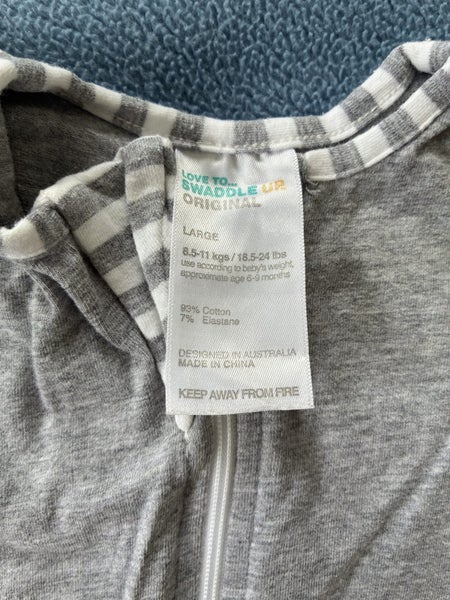 LOVE TO...
SWADDLE UP
ORIGINAL
LARGE
8.5-11 kgs / 18.5-24 lbs
use according to baby's weight,
approximate age 6-9 months
93% Cotton
7% Elastane
DESIGNED IN AUSTRALIA
MADE IN CHINA
KEEP AWAY FROM FIRE